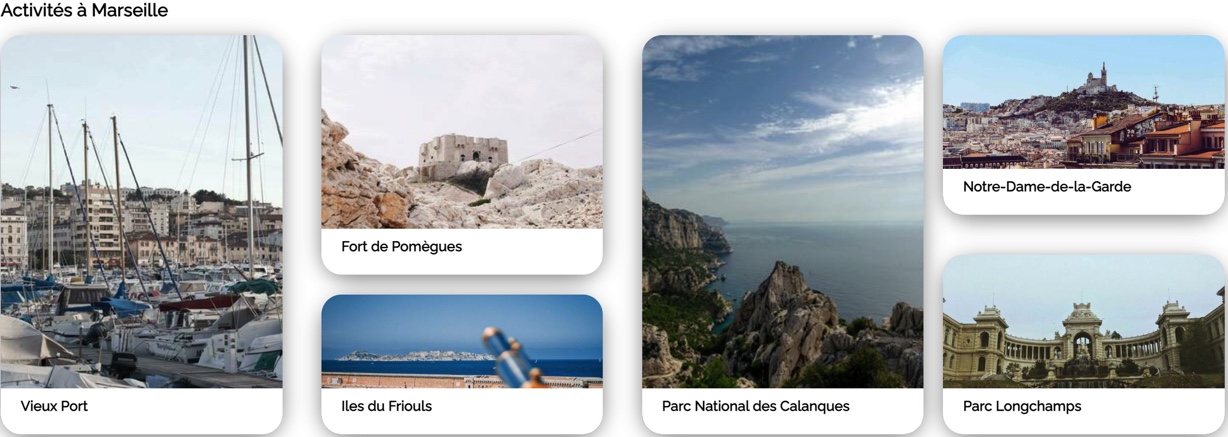 Activités à Marseille
Vieux Port
Fort de Pomègues
Iles du Friouls
Parc National des Calanques
Notre-Dame-de-la-Garde
Parc Longchamps